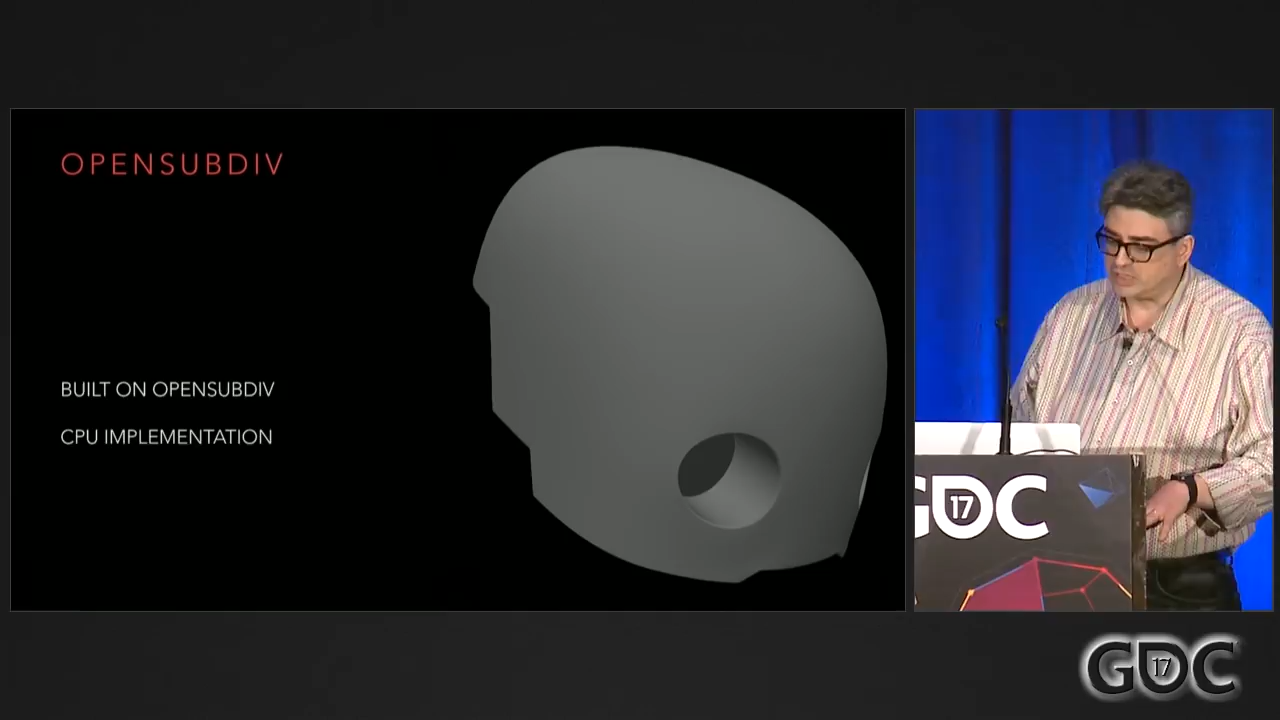 OPENSUBDIV
BUILT ON OPENSUBDIV
CPU IMPLEMENTATION
GDC
17
GDC
17